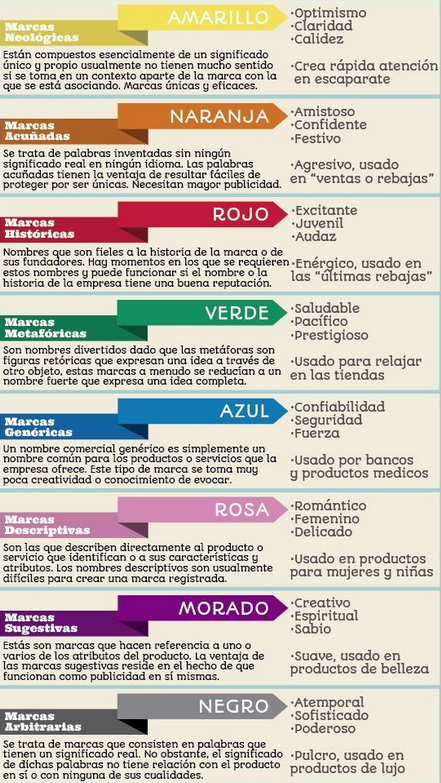 AMARILLO
Marcas
Neológicas
Están compuestos esencialmente de un significado
único y propio usualmente no tienen mucho sentido
si se toma en un contexto aparte de la marca con la
que se está asociando. Marcas únicas y eficaces.
·Optimismo
·Claridad
·Calidez
·Crea rápida atención
en escaparate
NARANJA
Marcas
Acuñadas
Se trata de palabras inventadas sin ningún
significado real en ningún idioma. Las palabras
acuñadas tienen la ventaja de resultar fáciles de
proteger por ser únicas. Necesitan mayor publicidad.
·Amistoso
·Confidente
·Festivo
·Agresivo, usado
en “ventas o rebajas”
ROJO
Marcas
Históricas
Nombres que son fieles a la historia de la marca o de
sus fundadores. Hay momentos en los que se requieren
estos nombres y puede funcionar si el nombre o la
historia de la empresa tiene una buena reputación.
·Excitante
·Juvenil
·Audaz
·Enérgico, usado en
las “últimas rebajas”
VERDE
Marcas
Metafóricas
Son nombres divertidos dado que las metáforas son
figuras retóricas que expresan una idea a través de
otro objeto, estas marcas a menudo se reducían a un
nombre fuerte que expresa una idea completa.
·Saludable
·Pacífico
·Prestigioso
·Usado para relajar
en las tiendas
AZUL
Marcas
Genéricas
Un nombre comercial genérico es simplemente un
nombre común para los productos o servicios que la
empresa ofrece. Este tipo de marca se toma muy
poca creatividad o conocimiento de evocar.
·Confiabilidad
·Seguridad
·Fuerza
·Usado por bancos
y productos medicos
ROSA
Marcas
Descriptivas
Son las que describen directamente al producto o
servicio que identifican o a sus características y
atributos. Los nombres descriptivos son usualmente
difíciles para crear una marca registrada.
·Romántico
·Femenino
·Delicado
·Usado en productos
para mujeres y niñas
MORADO
Marcas
Sugestivas
Estás son marcas que hacen referencia a uno o
varios de los atributos del producto. La ventaja de
las marcas sugestivas reside en el hecho de que
funcionan como publicidad en sí mismas.
·Creativo
·Espiritual
·Sabio
·Suave, usado en
productos de belleza
NEGRO
Marcas
Arbitrarias
Se trata de marcas que consisten en palabras que
tienen un significado real. No obstante, el significado
de dichas palabras no tiene relación con el producto
en sí o con ninguna de sus cualidades.
·Atemporal
·Sofisticado
·Poderoso
·Pulcro, usado en
productos de lujo